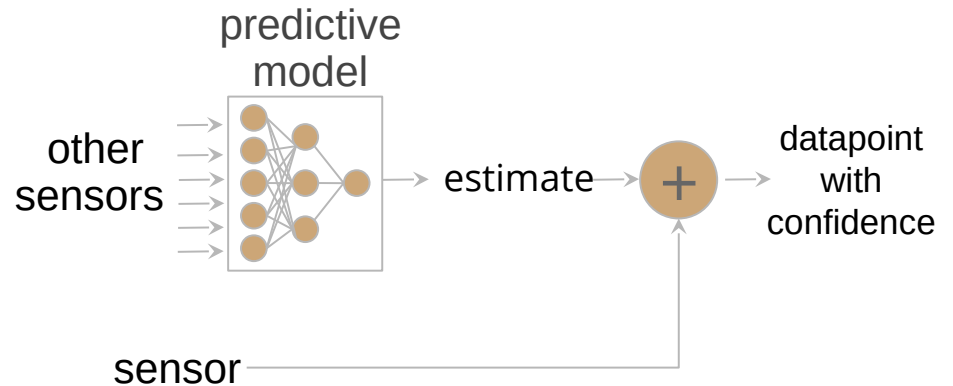 predictive
model
other
sensors
estimate
+
datapoint
with
confidence
sensor